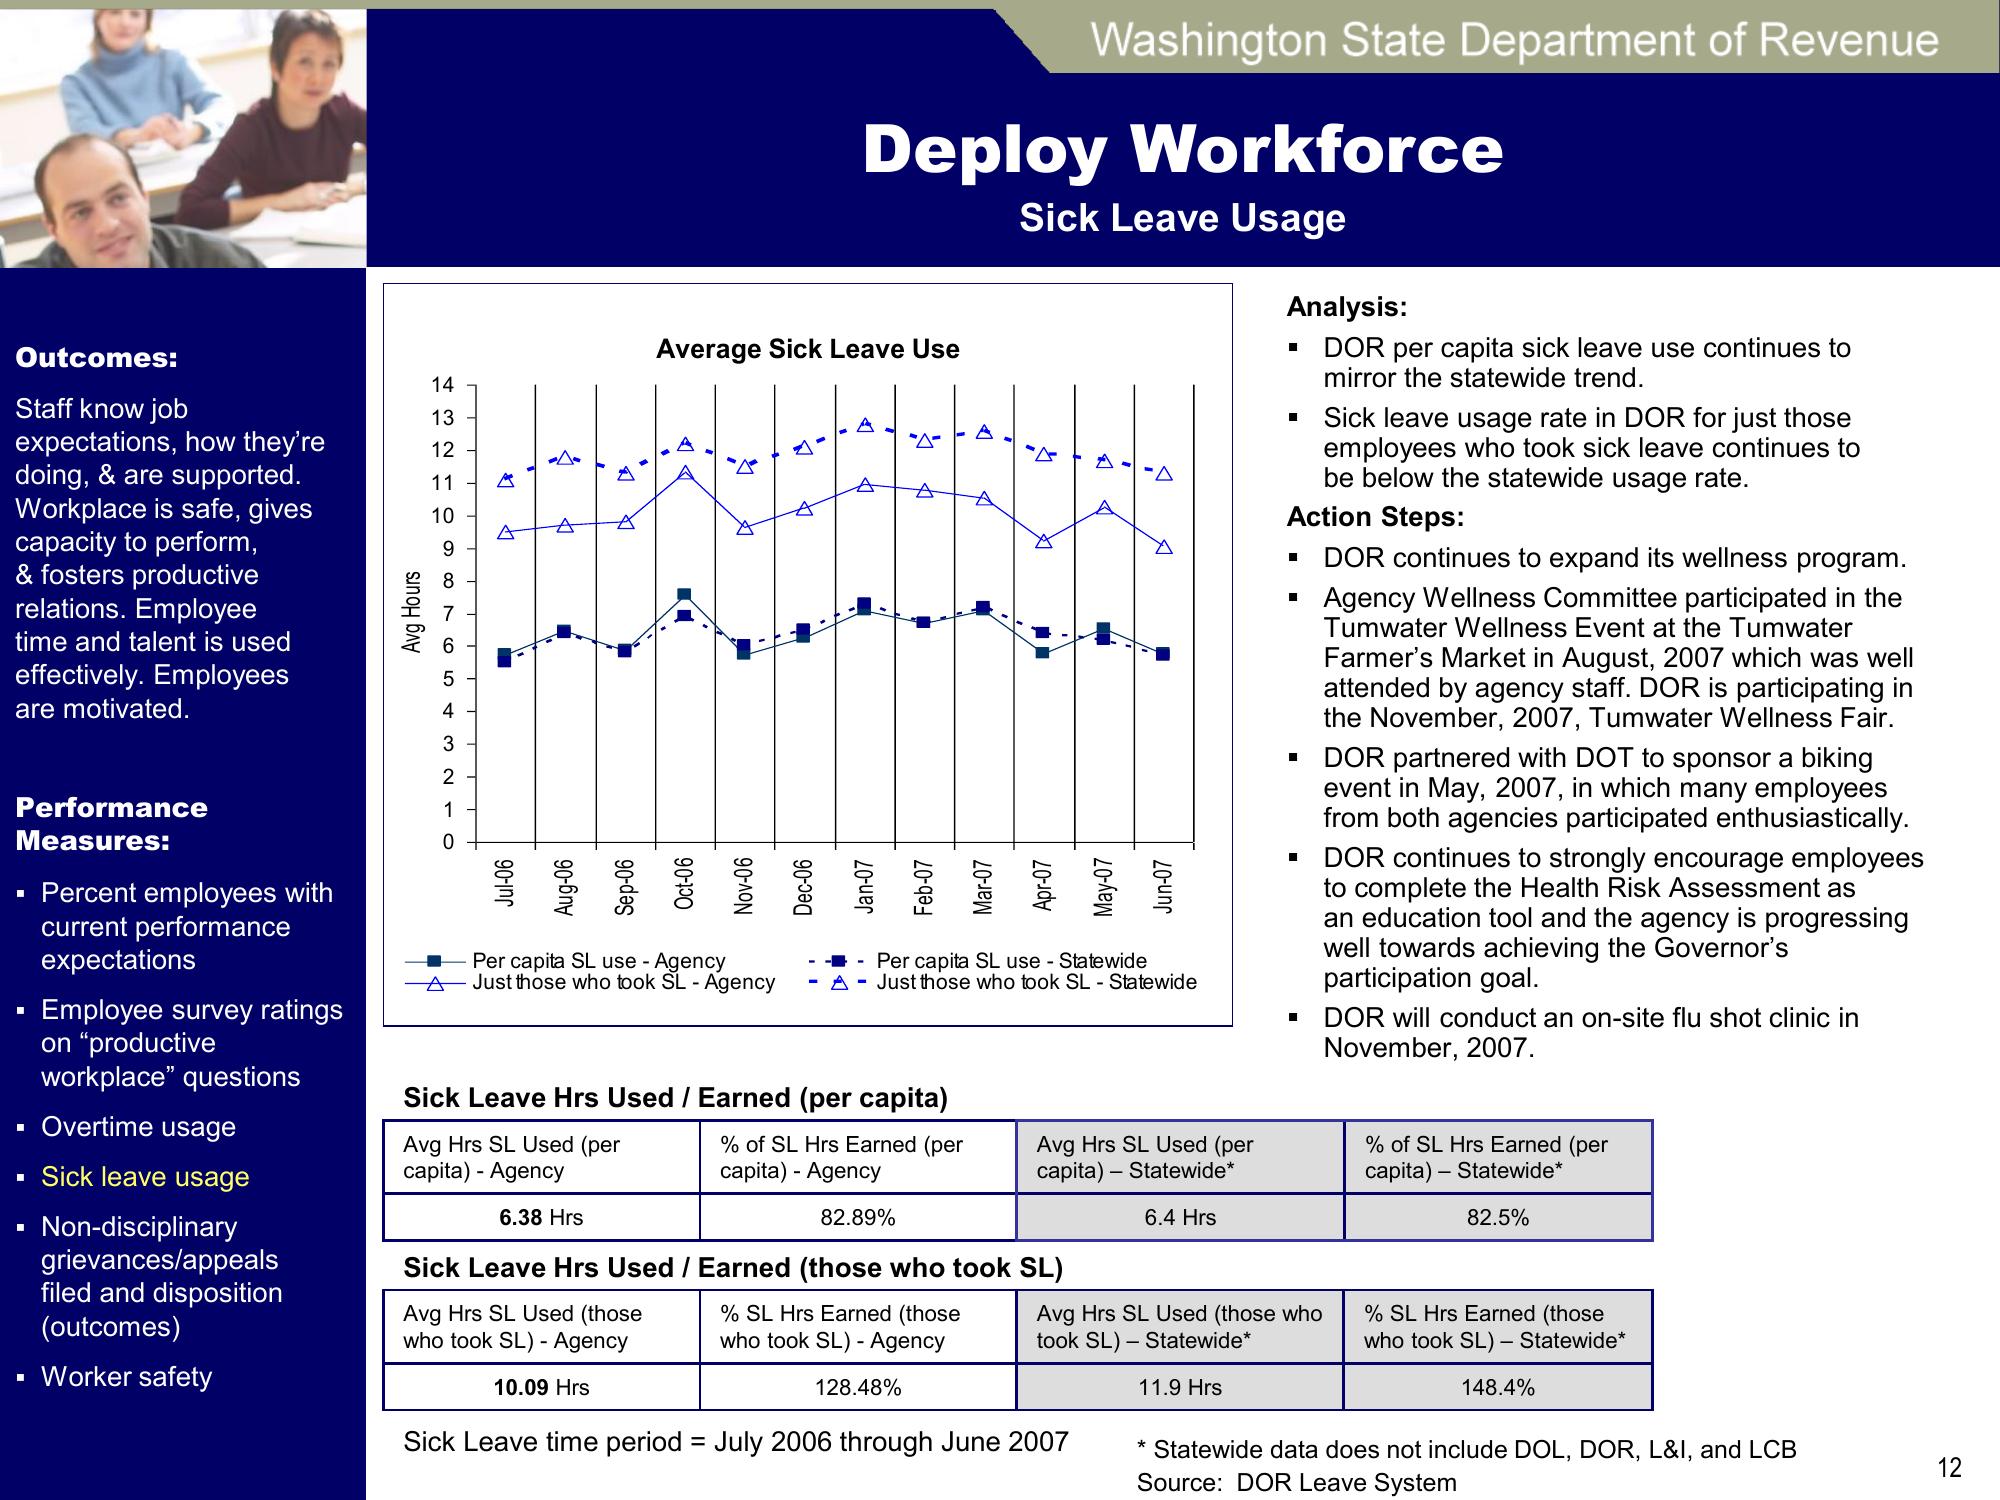 Washington State Department of Revenue
Deploy Workforce
Sick Leave Usage
Outcomes:
Staff know job
expectations, how they’re
doing, & are supported.
Workplace is safe, gives
capacity to perform,
& fosters productive
relations. Employee
time and talent is used
effectively. Employees
are motivated.
Performance
Measures:
▪ Percent employees with
current performance
expectations
▪ Employee survey ratings
on “productive
workplace” questions
▪ Overtime usage
▪ Sick leave usage
▪ Non-disciplinary
grievances/appeals
filed and disposition
(outcomes)
▪ Worker safety
Average Sick Leave Use
Avg Hours
14
13
12
11
10
9
8
7
6
5
4
3
2
1
0
Jul-06
Aug-06
Sep-06
Oct-06
Nov-06
Dec-06
Jan-07
Feb-07
Mar-07
Apr-07
May-07
Jun-07
Per capita SL use - Agency
Per capita SL use - Statewide
Just those who took SL - Agency
Just those who took SL - Statewide
Analysis:
▪ DOR per capita sick leave use continues to
mirror the statewide trend.
▪ Sick leave usage rate in DOR for just those
employees who took sick leave continues to
be below the statewide usage rate.
Action Steps:
▪ DOR continues to expand its wellness program.
▪ Agency Wellness Committee participated in the
Tumwater Wellness Event at the Tumwater
Farmer’s Market in August, 2007 which was well
attended by agency staff. DOR is participating in
the November, 2007, Tumwater Wellness Fair.
▪ DOR partnered with DOT to sponsor a biking
event in May, 2007, in which many employees
from both agencies participated enthusiastically.
▪ DOR continues to strongly encourage employees
to complete the Health Risk Assessment as
an education tool and the agency is progressing
well towards achieving the Governor’s
participation goal.
▪ DOR will conduct an on-site flu shot clinic in
November, 2007.
Sick Leave Hrs Used / Earned (per capita)
Avg Hrs SL Used (per
capita) - Agency
% of SL Hrs Earned (per
capita) - Agency
Avg Hrs SL Used (per
capita) – Statewide*
% of SL Hrs Earned (per
capita) – Statewide*
6.38 Hrs
82.89%
6.4 Hrs
82.5%
Sick Leave Hrs Used / Earned (those who took SL)
Avg Hrs SL Used (those
who took SL) - Agency
% SL Hrs Earned (those
who took SL) - Agency
Avg Hrs SL Used (those who
took SL) – Statewide*
% SL Hrs Earned (those
who took SL) – Statewide*
10.09 Hrs
128.48%
11.9 Hrs
148.4%
Sick Leave time period = July 2006 through June 2007
* Statewide data does not include DOL, DOR, L&I, and LCB
Source: DOR Leave System
12